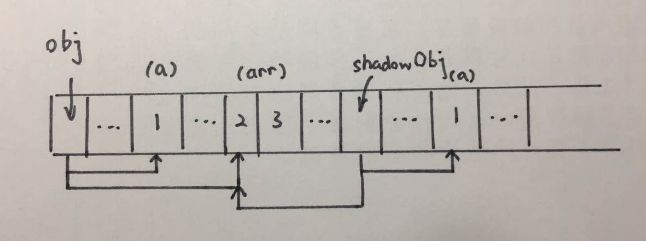 obj
(a) (arr) shadowObj (a)
... 1 ... 2 3 ... ... 1 ...